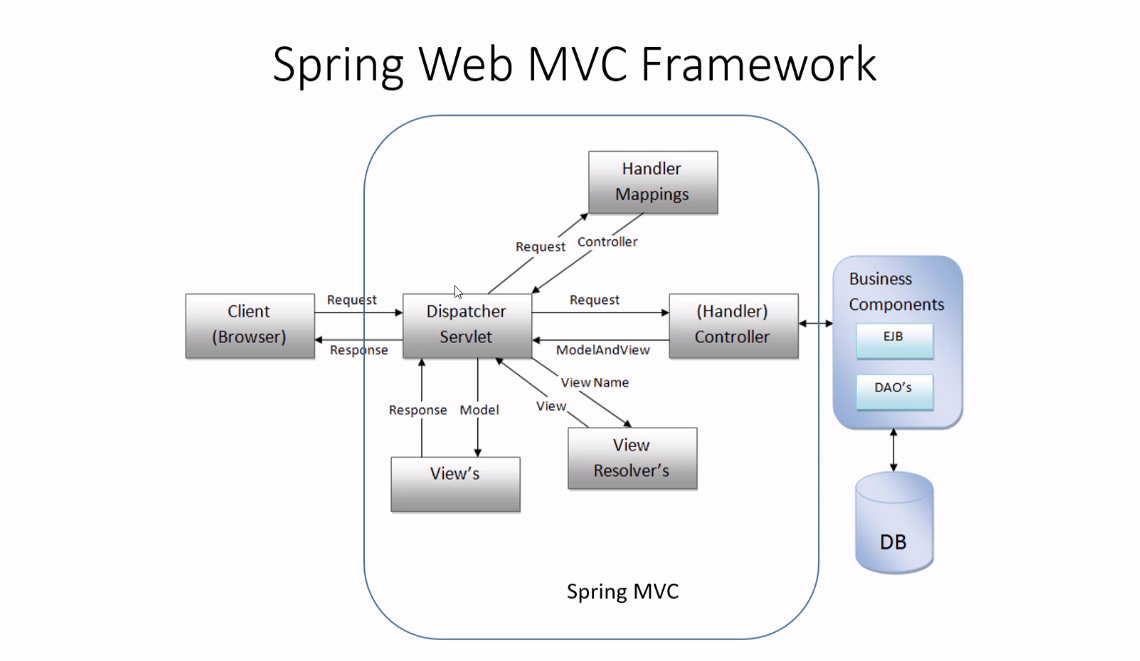 Spring Web MVC Framework
Handler
Mappings
Request
Controller
Client
(Browser)
Request
Response
Dispatcher
Servlet
Request
ModelAndView
(Handler)
Controller
Business
Components
EJB
DAO's
View Name
View
Response
Model
View's
View
Resolver's
DB
Spring MVC